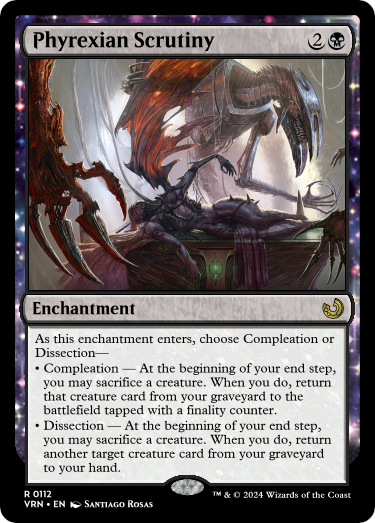 Phyrexian Scrutiny 2
Enchantment
As this enchantment enters, choose Compleation or
Dissection—
• Compleation — At the beginning of your end step,
you may sacrifice a creature. When you do, return
that creature card from your graveyard to the
battlefield tapped with a finality counter.
• Dissection — At the beginning of your end step,
you may sacrifice a creature. When you do, return
another target creature card from your graveyard
to your hand.
R 0112
VRN • EN Santiago Rosas
™ & © 2024 Wizards of the Coast